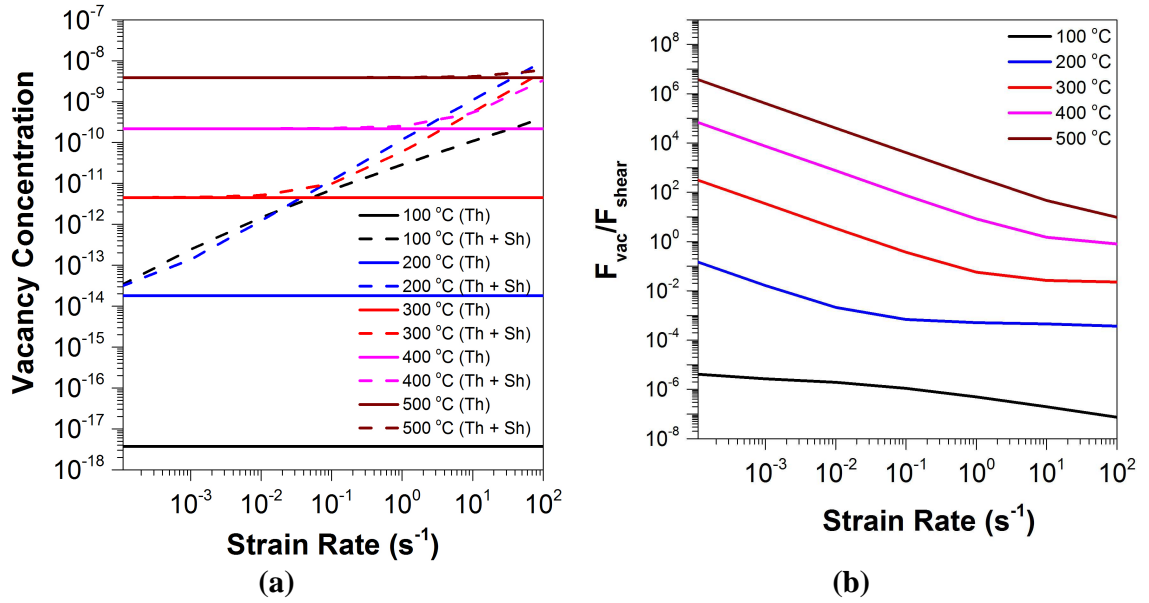 10^-7
10^-8
10^-9
10^-10
10^-11
10^-12
10^-13
10^-14
10^-15
10^-16
10^-17
10^-18
Vacancy Concentration
100 °C (Th)
100 °C (Th + Sh)
200 °C (Th)
200 °C (Th + Sh)
300 °C (Th)
300 °C (Th + Sh)
400 °C (Th)
400 °C (Th + Sh)
500 °C (Th)
500 °C (Th + Sh)
10^-3 10^-2 10^-1 10^0 10^1 10^2
Strain Rate (s^-1)
(a)
10^8
10^6
10^4
10^2
10^0
10^-2
10^-4
10^-6
10^-8
F_vac/F_shear
100 °C
200 °C
300 °C
400 °C
500 °C
10^-3 10^-2 10^-1 10^0 10^1 10^2
Strain Rate (s^-1)
(b)